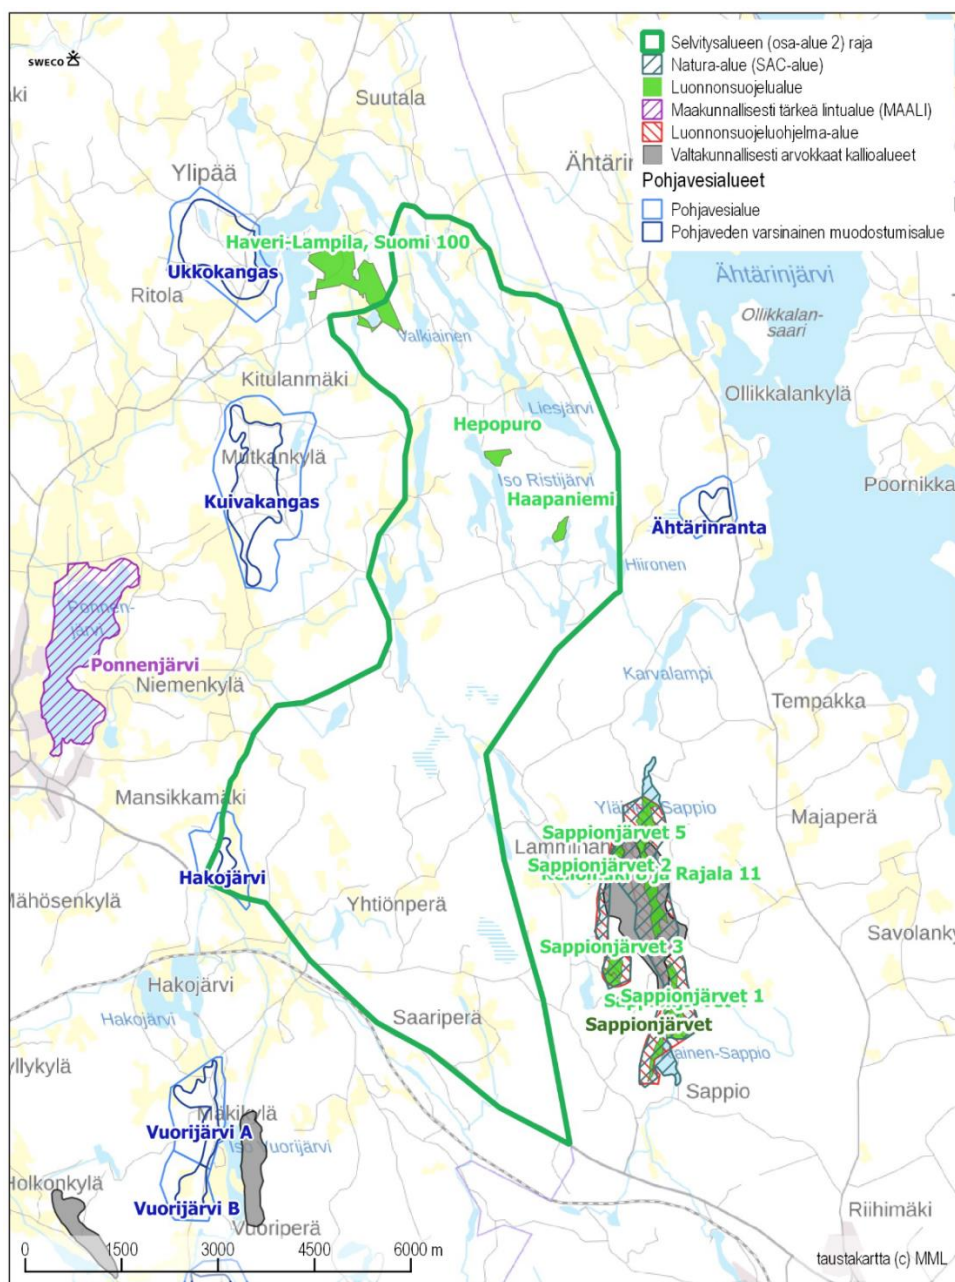 SWECO
Selvitysalueen (osa-alue 2) raja
Natura-alue (SAC-alue)
Luonnonsuojelualue
Maakunnallisesti tärkeä lintualue (MAALI)
Luonnonsuojeluohjelma-alue
Valtakunnallisesti arvokkaat kallioalueet
Pohjavesialueet
Pohjavesialue
Pohjaveden varsinainen muodostumisalue
Suutala
Ylipää
Haveri-Lampila, Suomi 100
Ukkokangas
Ähtärinjärvi
Ritola
Ollikkalan-
saari
Valkiainen
Kitulanmäki
Ollikkalankylä
Liesjärvi
Hepopuro
Mutkankylä
Iso Ristijärvi
Poornikka
Kuivakangas
Haapaniemi
Ähtärinranta
Hiironen
Ponnen-
järvi
Ponnenjärvi
Niemenkylä
Karvalampi
Tempakka
Mansikkamäki
Sappio
Majaperä
Sappionjärvet 5
Sappionjärvet 2
Rajala 11
Hakojärvi
Yhtiönperä
Sappionjärvet 3
Hakojärvi
Sappionjärvet 1
Saariperä
Sappionjärvet
Hakojärvi
Sappio
Mäkikylä
Vuorijärvi A
Iso Vuorijärvi
Vuorijärvi B
Vuoriperä
Riihimäki
0 1500 3000 4500 6000 m
taustakartta (c) MML